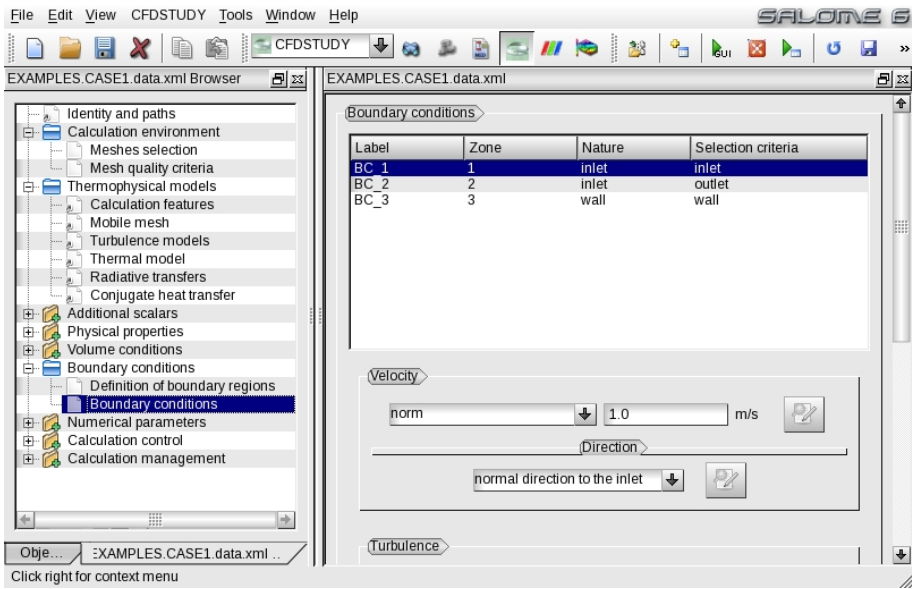 File Edit View CFDSTUDY Tools Window Help
SALOME 6
CFDSTUDY
GUI
»
EXAMPLES.CASE1.data.xml Browser
Identity and paths
Calculation environment
Meshes selection
Mesh quality criteria
Thermophysical models
Calculation features
Mobile mesh
Turbulence models
Thermal model
Radiative transfers
Conjugate heat transfer
Additional scalars
Physical properties
Volume conditions
Boundary conditions
Definition of boundary regions
Boundary conditions
Numerical parameters
Calculation control
Calculation management
Obje... EXAMPLES.CASE1.data.xml ..
EXAMPLES.CASE1.data.xml
Boundary conditions
Label Zone Nature Selection criteria
BC_1 1 inlet inlet
BC_2 2 inlet outlet
BC_3 3 wall wall
Velocity
norm 1.0 m/s
Direction
normal direction to the inlet
Turbulence
Click right for context menu